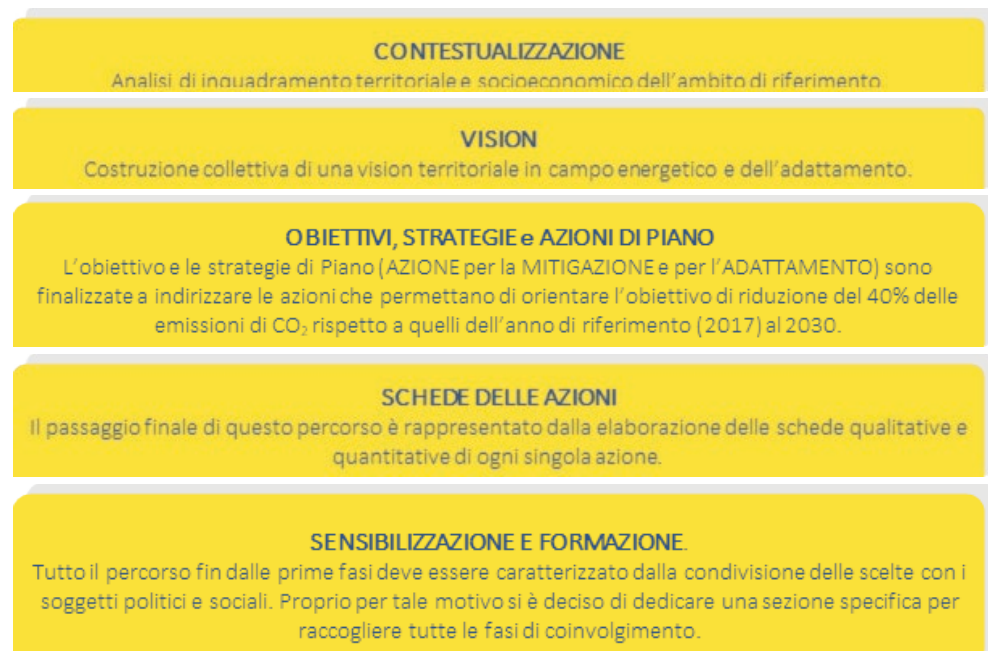 CONTESTUALIZZAZIONE
Analisi di inquadramento territoriale e socioeconomico dell'ambito di riferimento.
VISION
Costruzione collettiva di una vision territoriale in campo energetico e dell'adattamento.
OBIETTIVI, STRATEGIE e AZIONI DI PIANO
L'obiettivo e le strategie di Piano (AZIONE per la MITIGAZIONE e per l'ADATTAMENTO) sono
finalizzate a indirizzare le azioni che permettano di orientare l'obiettivo di riduzione del 40% delle
emissioni di CO₂ rispetto a quelli dell'anno di riferimento (2017) al 2030.
SCHEDE DELLE AZIONI
Il passaggio finale di questo percorso è rappresentato dalla elaborazione delle schede qualitative e
quantitative di ogni singola azione.
SENSIBILIZZAZIONE E FORMAZIONE.
Tutto il percorso fin dalle prime fasi deve essere caratterizzato dalla condivisione delle scelte con i
soggetti politici e sociali. Proprio per tale motivo si è deciso di dedicare una sezione specifica per
raccogliere tutte le fasi di coinvolgimento.